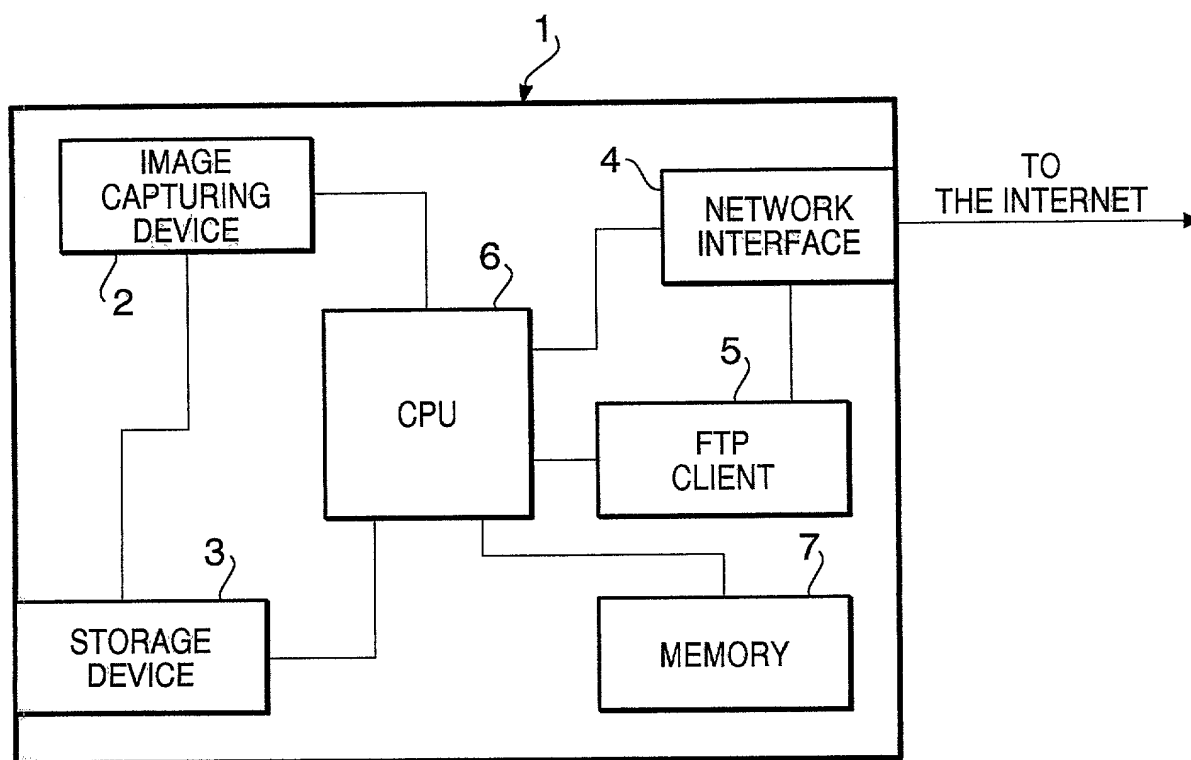 1
IMAGE
CAPTURING
DEVICE
2
4
NETWORK
INTERFACE
TO
THE INTERNET
6
CPU
5
FTP
CLIENT
3
STORAGE
DEVICE
7
MEMORY